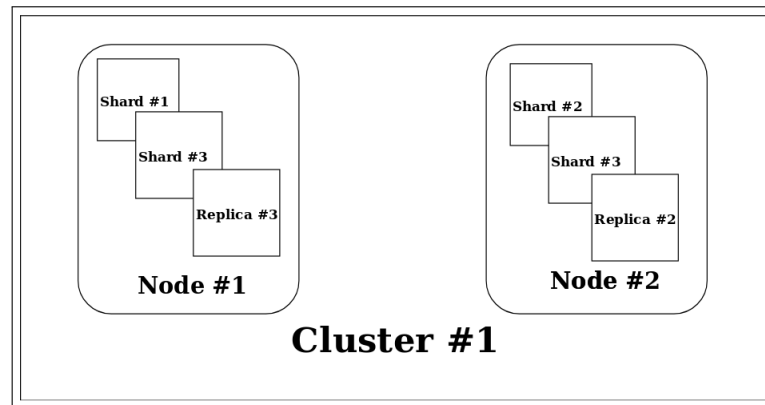 Shard #1
Shard #3
Replica #3
Node #1
Shard #2
Shard #3
Replica #2
Node #2
Cluster #1